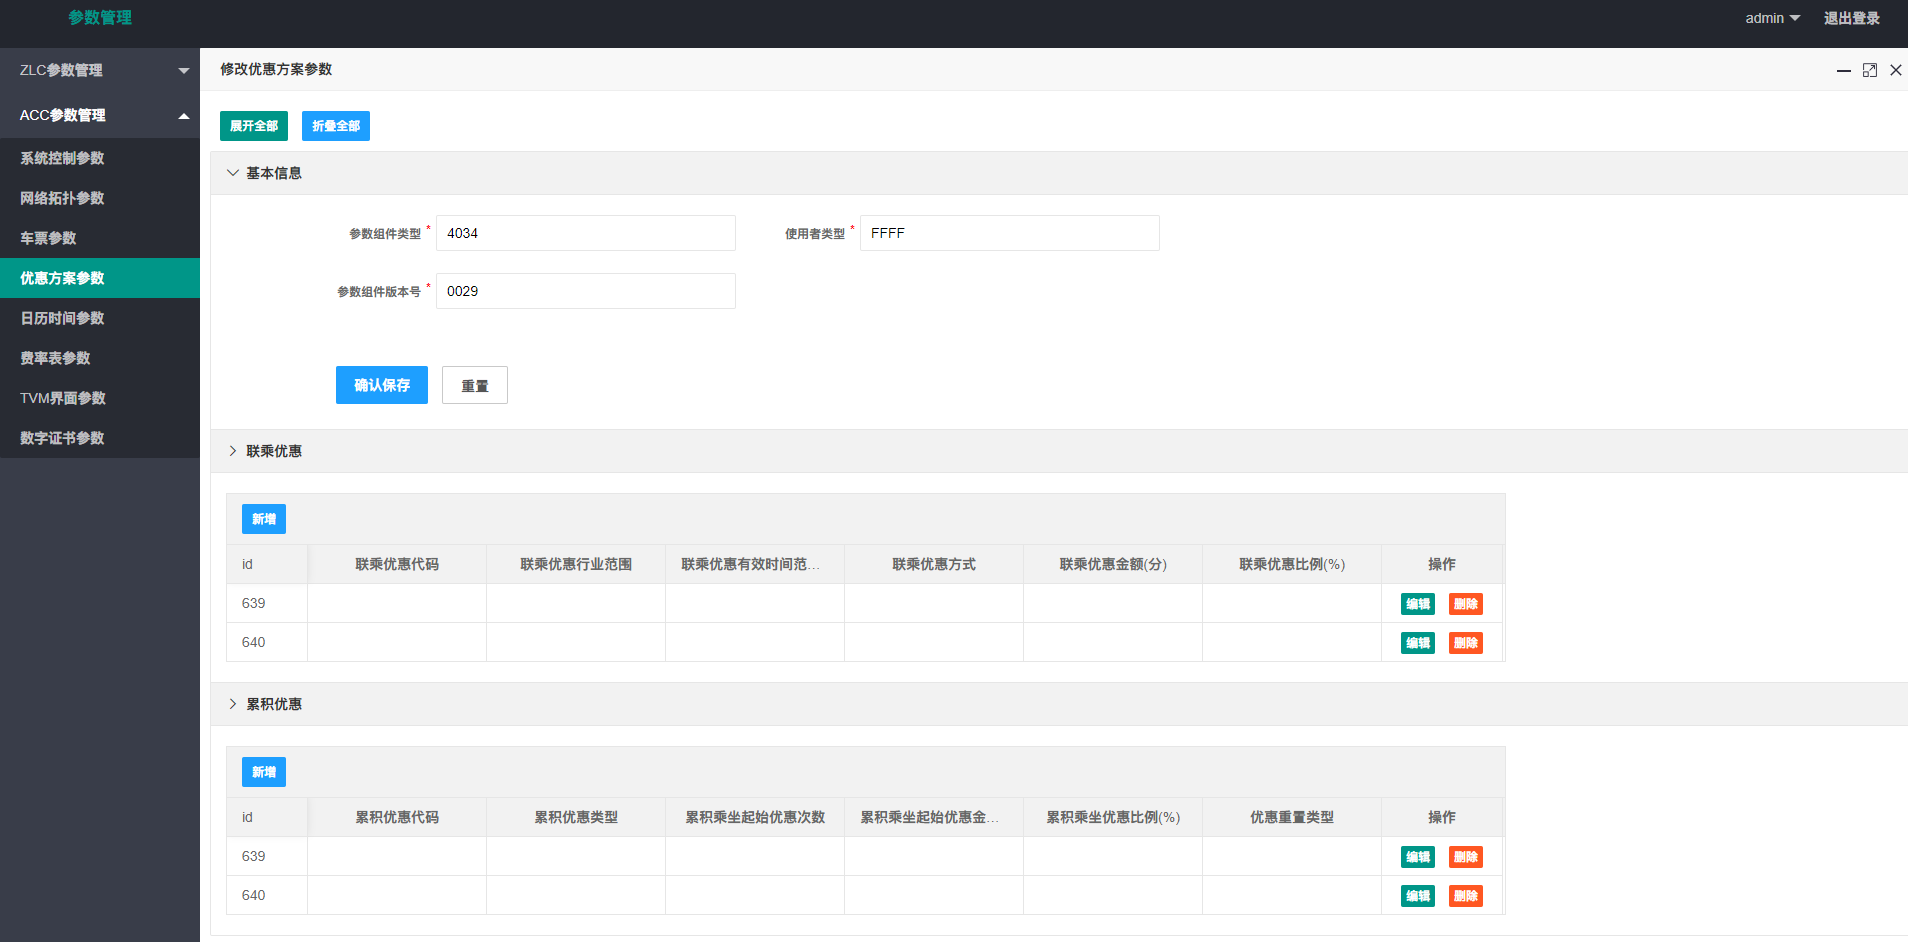 参数管理
admin 退出登录
ZLC参数管理
ACC参数管理
系统控制参数
网络拓扑参数
车票参数
优惠方案参数
日历时间参数
费率表参数
TVM界面参数
数字证书参数
修改优惠方案参数
展开全部 折叠全部
基本信息
参数组件类型 * 4034 使用者类型 * FFFF
参数组件版本号 * 0029
确认保存 重置
联乘优惠
新增
id 联乘优惠代码 联乘优惠行业范围 联乘优惠有效时间范... 联乘优惠方式 联乘优惠金额(分) 联乘优惠比例(%) 操作
639 编辑 删除
640 编辑 删除
累积优惠
新增
id 累积优惠代码 累积优惠类型 累积乘坐起始优惠次数 累积乘坐起始优惠金... 累积乘坐优惠比例(%) 优惠重置类型 操作
639 编辑 删除
640 编辑 删除